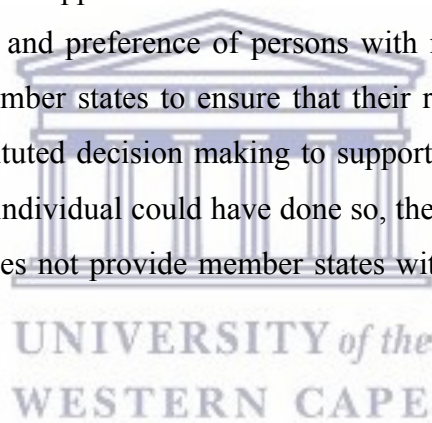 and preference of persons with
mber states to ensure that their
tuted decision making to support
individual could have done so, the
es not provide member states wit
UNIVERSITY of the
WESTERN CAPE